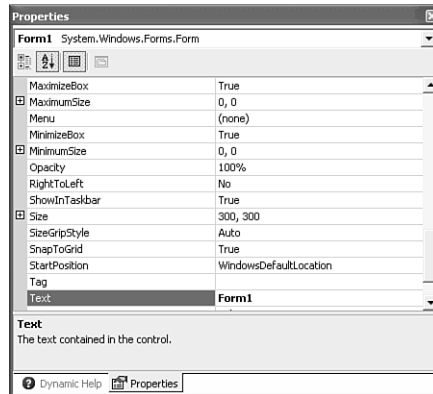 Properties
Form1 System.Windows.Forms.Form
MaximizeBox True
MaximumSize 0, 0
Menu (none)
MinimizeBox True
MinimumSize 0, 0
Opacity 100%
RightToLeft No
ShowInTaskbar True
Size 300, 300
SizeGripStyle Auto
SnapToGrid True
StartPosition WindowsDefaultLocation
Tag
Text Form1
Text
The text contained in the control.
Dynamic Help Properties